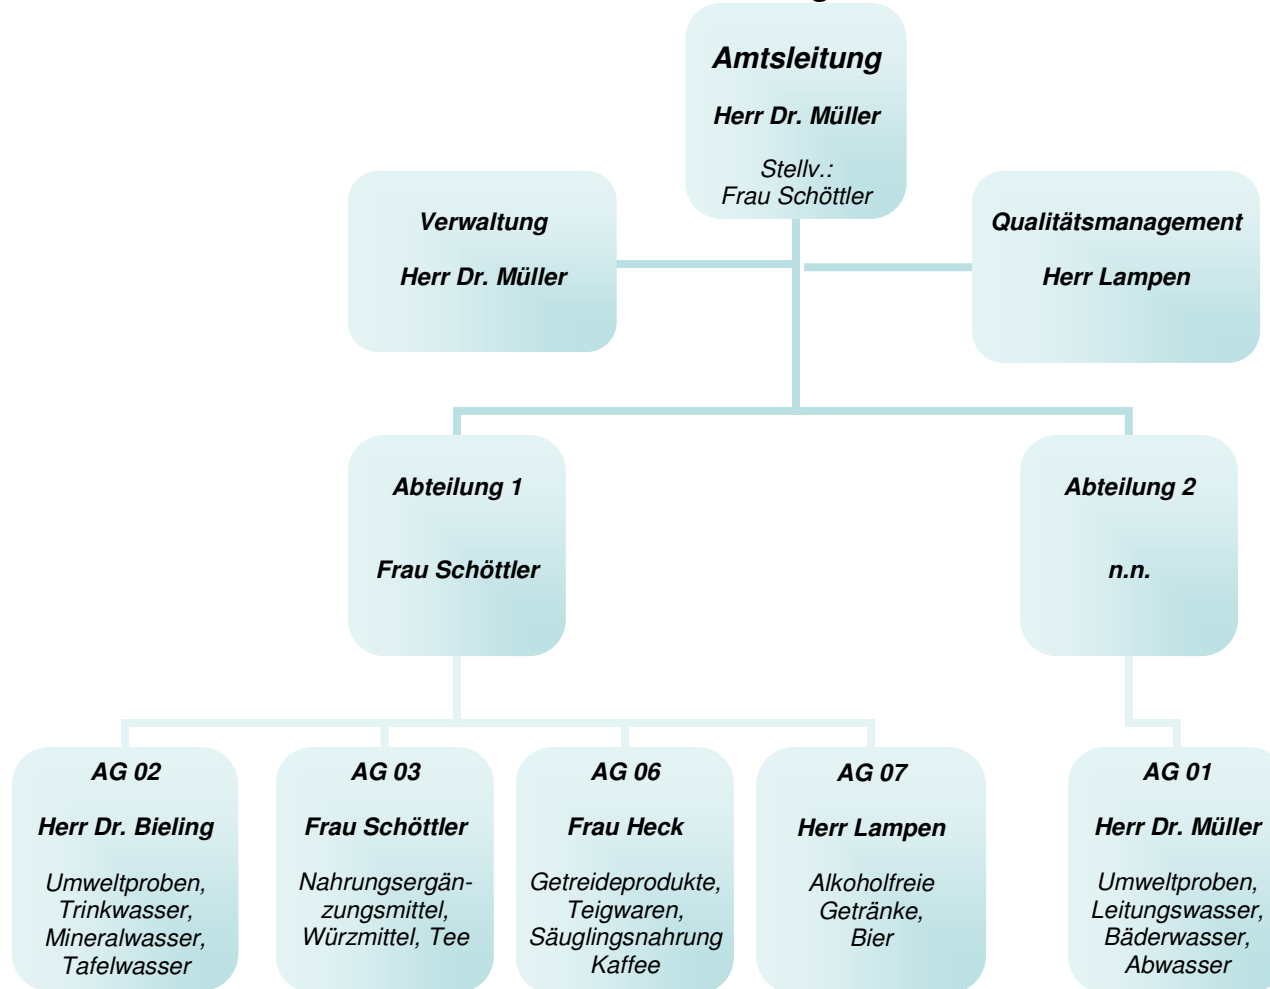 Amtsleitung
Herr Dr. Müller
Stellv.:
Frau Schöttler
Verwaltung
Herr Dr. Müller
Qualitätsmanagement
Herr Lampen
Abteilung 1
Frau Schöttler
Abteilung 2
n.n.
AG 02
Herr Dr. Bieling
Umweltproben,
Trinkwasser,
Mineralwasser,
Tafelwasser
AG 03
Frau Schöttler
Nahrungsergän-
zungsmittel,
Würzmittel, Tee
AG 06
Frau Heck
Getreideprodukte,
Teigwaren,
Säuglingsnahrung
Kaffee
AG 07
Herr Lampen
Alkoholfreie
Getränke,
Bier
AG 01
Herr Dr. Müller
Umweltproben,
Leitungswasser,
Bäderwasser,
Abwasser